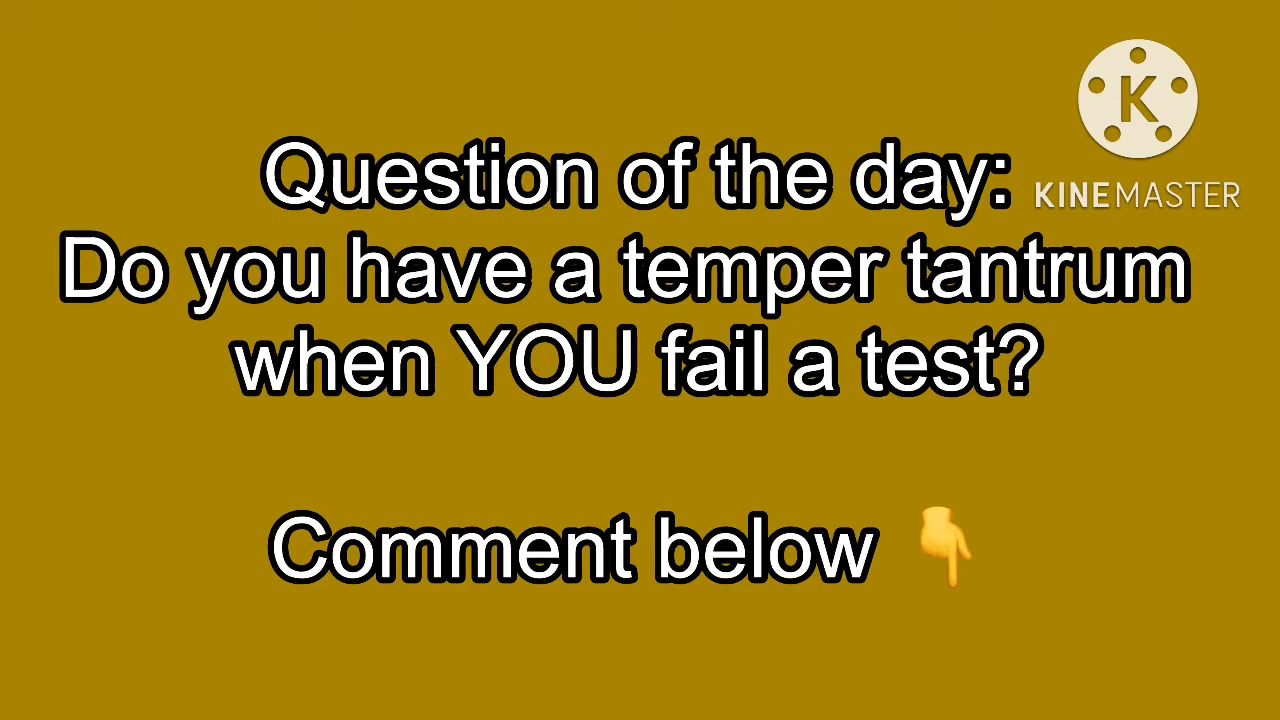 K
KINEMASTER
Question of the day:
Do you have a temper tantrum
when YOU fail a test?
Comment below 👇